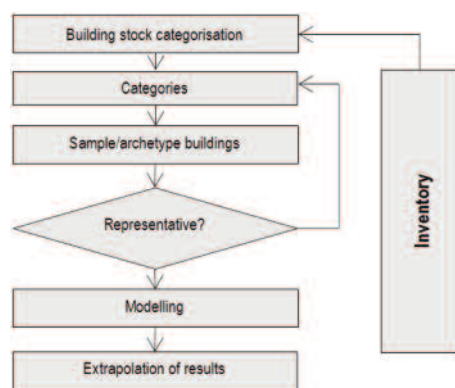 Building stock categorisation
Categories
Sample/archetype buildings
Representative?
Modelling
Extrapolation of results
Inventory